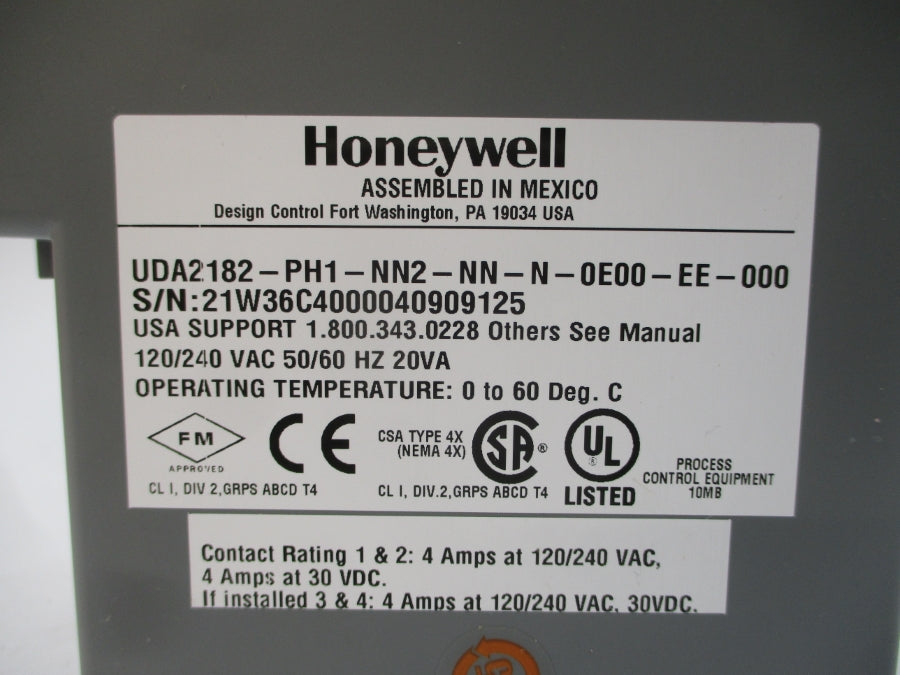 Honeywell
ASSEMBLED IN MEXICO
Design Control Fort Washington, PA 19034 USA
UDA2182-PH1-NN2-NN-N-0E00-EE-000
S/N:21W36C4000040909125
USA SUPPORT 1.800.343.0228 Others See Manual
120/240 VAC 50/60 HZ 20VA
OPERATING TEMPERATURE: 0 to 60 Deg. C
FM
APPROVED
CL I, DIV 2,GRPS ABCD T4
CE
CSA TYPE 4X
(NEMA 4X)
SA ®
CL I, DIV.2,GRPS ABCD T4
UL
®
LISTED
PROCESS
CONTROL EQUIPMENT
10MB
Contact Rating 1 & 2: 4 Amps at 120/240 VAC,
4 Amps at 30 VDC.
If installed 3 & 4: 4 Amps at 120/240 VAC, 30VDC.